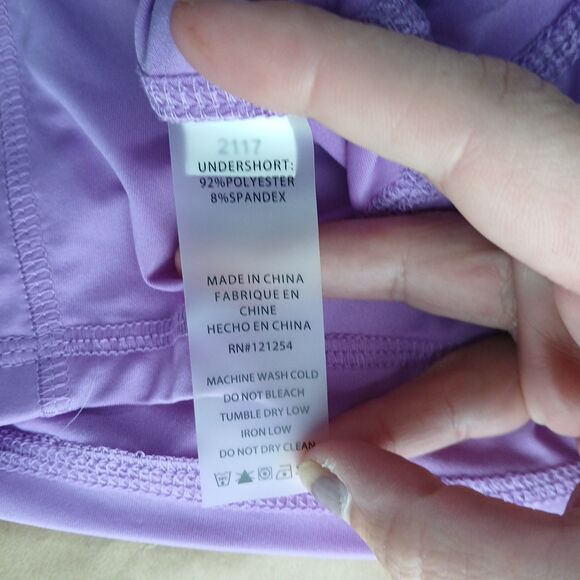 2117
UNDERSHORT:
92%POLYESTER
8%SPANDEX
MADE IN CHINA
FABRIQUE EN
CHINE
HECHO EN CHINA
RN#121254
MACHINE WASH COLD
DO NOT BLEACH
TUMBLE DRY LOW
IRON LOW
DO NOT DRY CLEAN